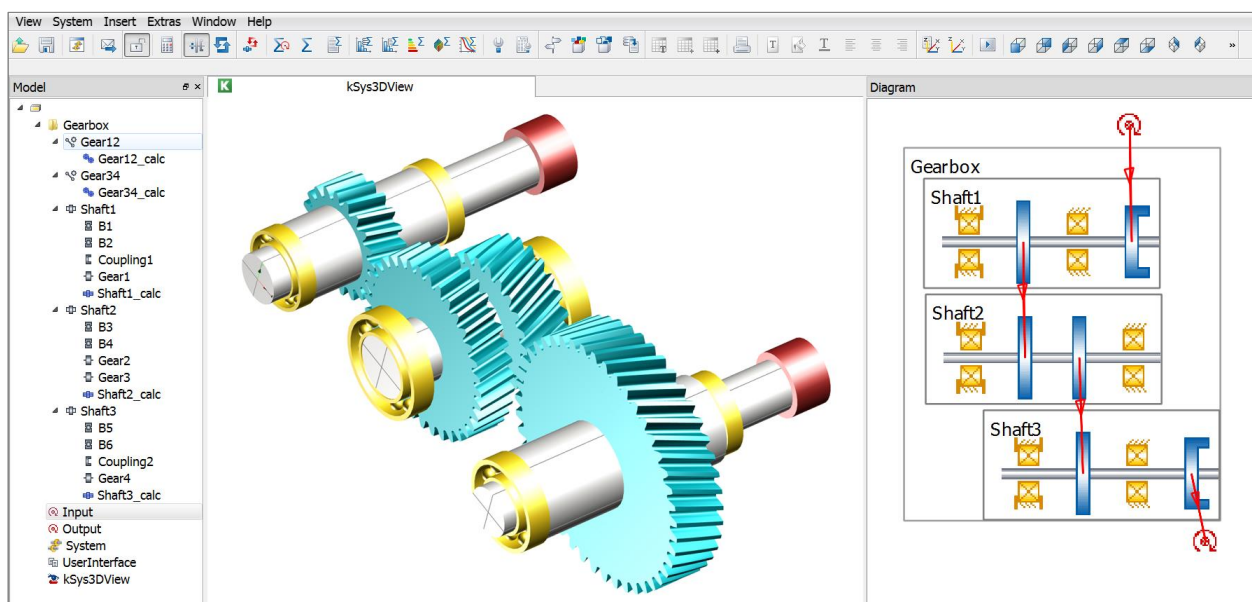 View System Insert Extras Window Help
Model
kSys3DView
Diagram
Gearbox
Gear12
Gear12_calc
Gear34
Gear34_calc
Shaft1
B1
B2
Coupling1
Gear1
Shaft1_calc
Shaft2
B3
B4
Gear2
Gear3
Shaft2_calc
Shaft3
B5
B6
Coupling2
Gear4
Shaft3_calc
Input
Output
System
UserInterface
kSys3DView
Gearbox
Shaft1
Shaft2
Shaft3